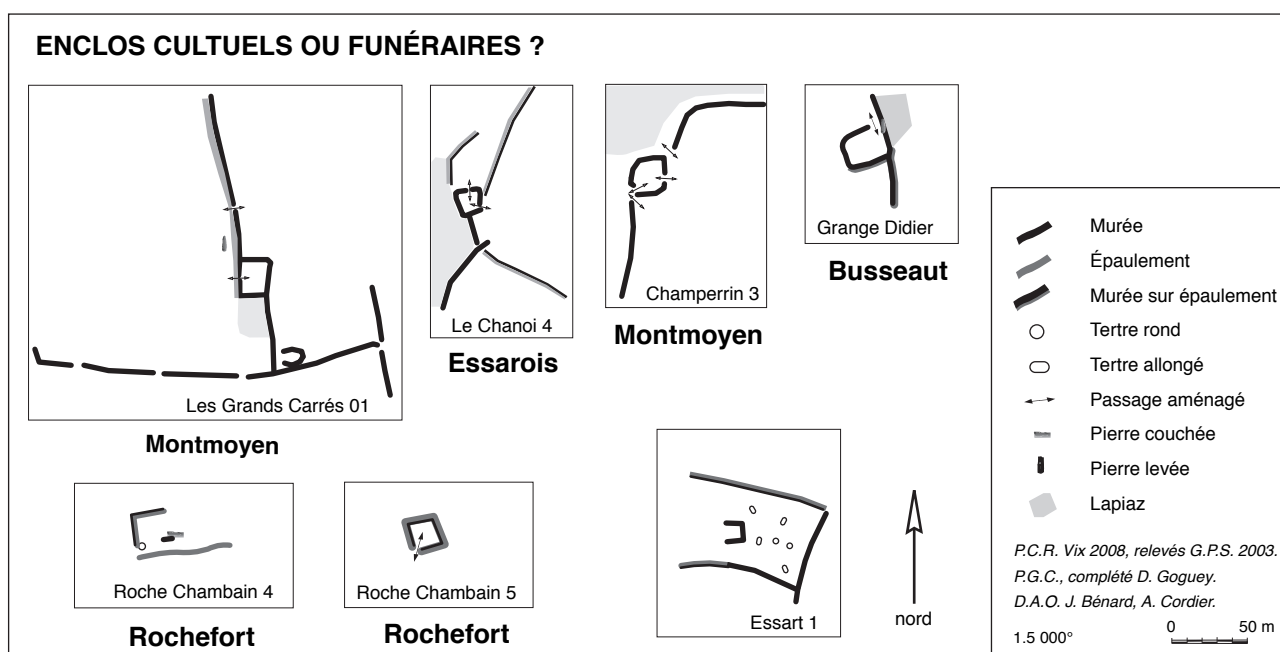 ENCLOS CULTUELS OU FUNÉRAIRES ?
Les Grands Carrés 01
Montmoyen
Le Chanoi 4
Essarois
Champerrin 3
Montmoyen
Grange Didier
Busseaut
Roche Chambain 4
Rochefort
Roche Chambain 5
Rochefort
Essart 1
nord
Murée
Épaulement
Murée sur épaulement
Tertre rond
Tertre allongé
Passage aménagé
Pierre couchée
Pierre levée
Lapiaz
P.C.R. Vix 2008, relevés G.P.S. 2003.
P.G.C., complété D. Goguey.
D.A.O. J. Bénard, A. Cordier.
1.5 000°
0 50 m